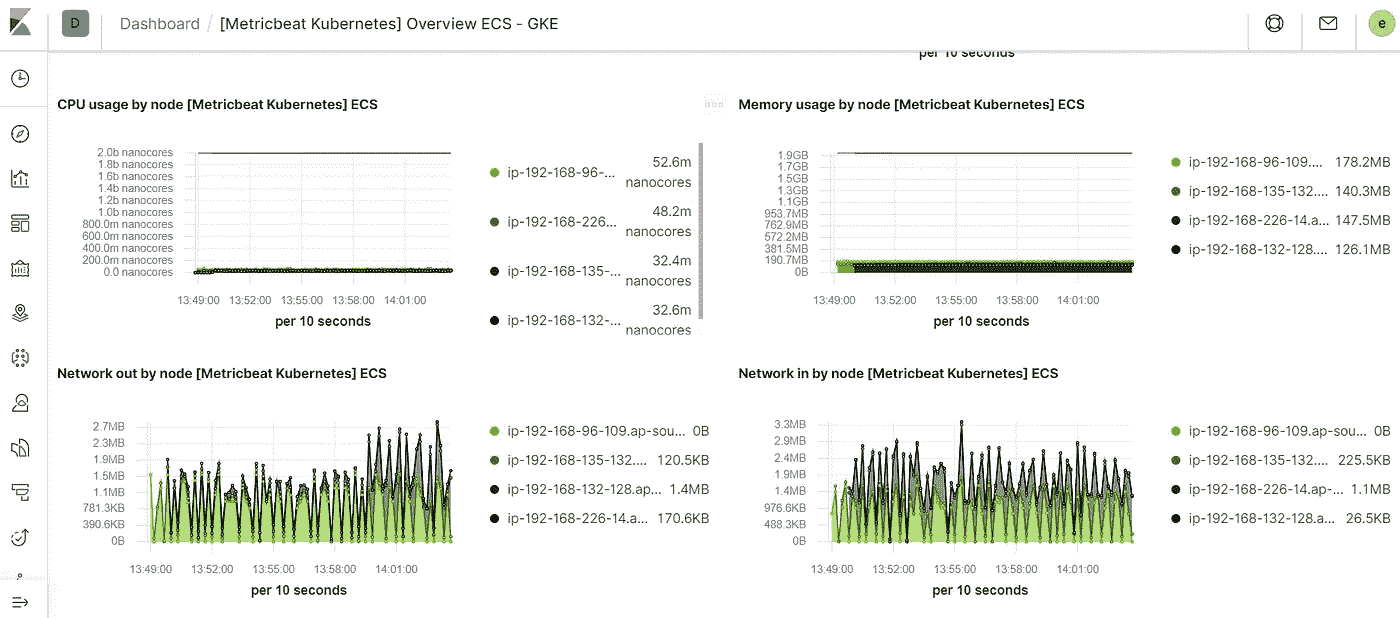 D
Dashboard / [Metricbeat Kubernetes] Overview ECS - GKE
e
per 10 seconds
CPU usage by node [Metricbeat Kubernetes] ECS
2.0b nanocores
1.8b nanocores
1.6b nanocores
1.4b nanocores
1.2b nanocores
1.0b nanocores
800.0m nanocores
600.0m nanocores
400.0m nanocores
200.0m nanocores
0.0 nanocores
13:49:00 13:52:00 13:55:00 13:58:00 14:01:00
per 10 seconds
ip-192-168-96-... 52.6m nanocores
ip-192-168-226... 48.2m nanocores
ip-192-168-135-... 32.4m nanocores
ip-192-168-132-... 32.6m nanocores
Memory usage by node [Metricbeat Kubernetes] ECS
1.9GB
1.7GB
1.5GB
1.3GB
1.1GB
953.7MB
762.9MB
572.2MB
381.5MB
190.7MB
0B
13:49:00 13:52:00 13:55:00 13:58:00 14:01:00
per 10 seconds
ip-192-168-96-109.... 178.2MB
ip-192-168-135-132.... 140.3MB
ip-192-168-226-14.a... 147.5MB
ip-192-168-132-128.... 126.1MB
Network out by node [Metricbeat Kubernetes] ECS
2.7MB
2.3MB
1.9MB
1.5MB
1.1MB
781.3KB
390.6KB
0B
13:49:00 13:52:00 13:55:00 13:58:00 14:01:00
per 10 seconds
ip-192-168-96-109.ap-sou... 0B
ip-192-168-135-132.... 120.5KB
ip-192-168-132-128.ap... 1.4MB
ip-192-168-226-14.a... 170.6KB
Network in by node [Metricbeat Kubernetes] ECS
3.3MB
2.9MB
2.4MB
1.9MB
1.4MB
976.6KB
488.3KB
0B
13:49:00 13:52:00 13:55:00 13:58:00 14:01:00
per 10 seconds
ip-192-168-96-109.ap-sou... 0B
ip-192-168-135-132.... 225.5KB
ip-192-168-226-14.ap-... 1.1MB
ip-192-168-132-128.a... 26.5KB